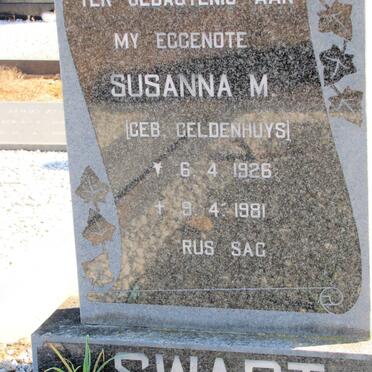 TER GEDAGTENIS AAN
MY EGGENOTE
SUSANNA M
(GEB GELDENHUYS)
* 6 4 1926
+ 9 4 1981
RUS SAG
SWART